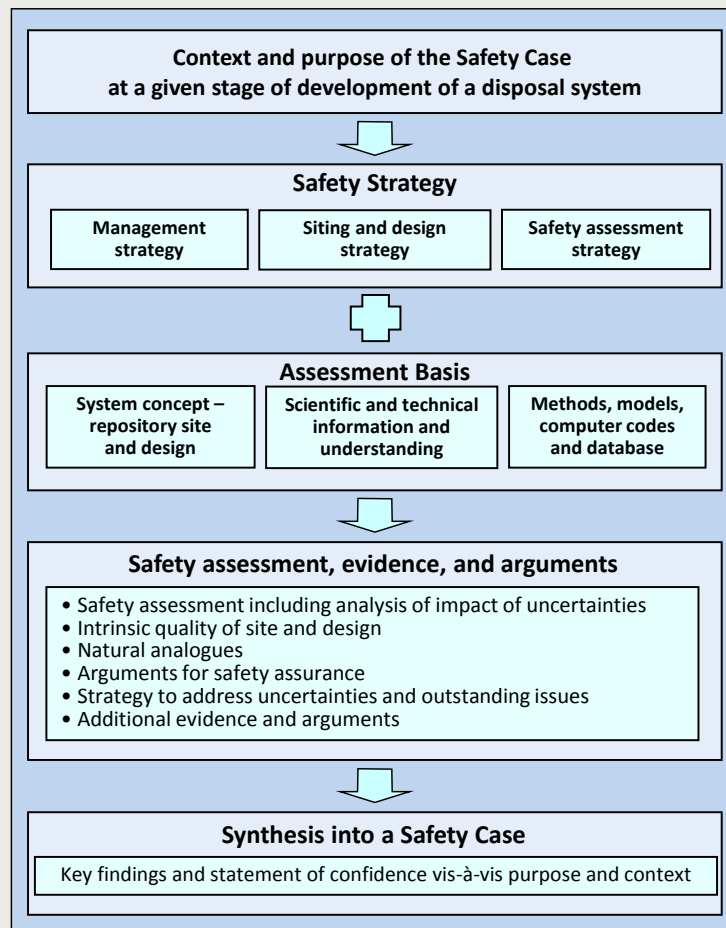 Context and purpose of the Safety Case
at a given stage of development of a disposal system
Safety Strategy
Management
strategy
Siting and design
strategy
Safety assessment
strategy
Assessment Basis
System concept –
repository site
and design
Scientific and technical
information and
understanding
Methods, models,
computer codes
and database
Safety assessment, evidence, and arguments
• Safety assessment including analysis of impact of uncertainties
• Intrinsic quality of site and design
• Natural analogues
• Arguments for safety assurance
• Strategy to address uncertainties and outstanding issues
• Additional evidence and arguments
Synthesis into a Safety Case
Key findings and statement of confidence vis-à-vis purpose and context